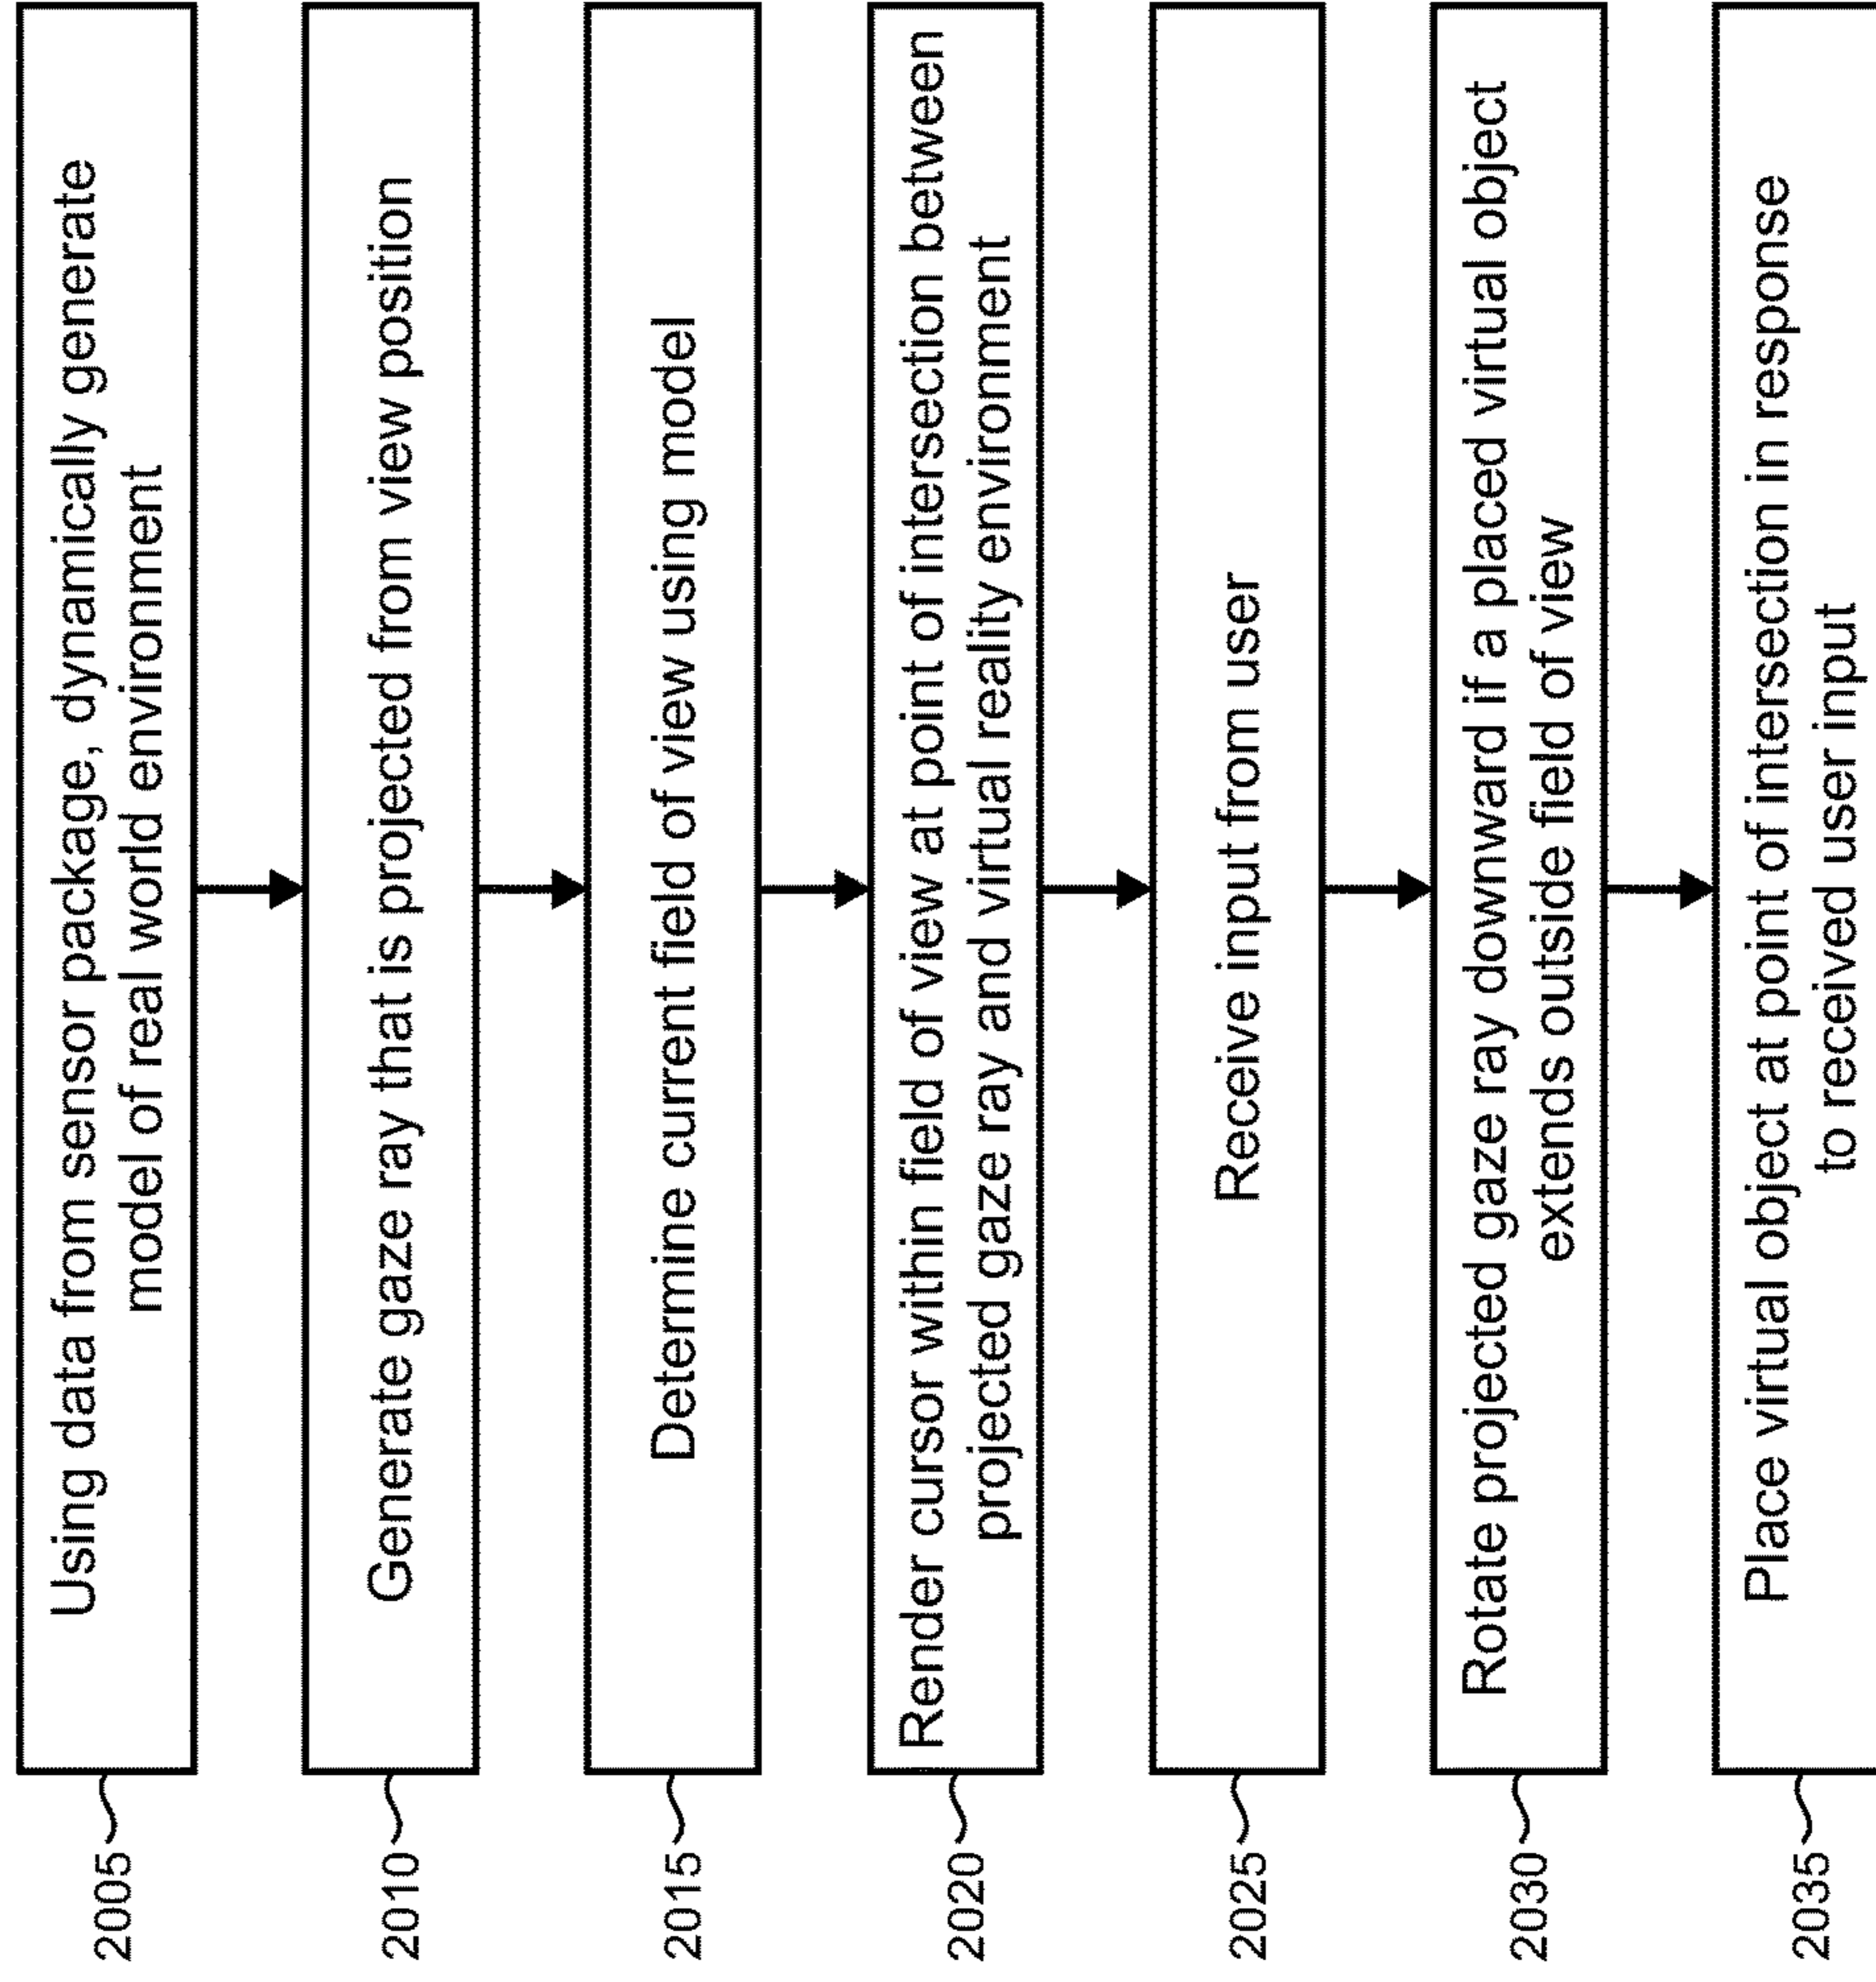 2005
Using data from sensor package, dynamically generate
model of real world environment
2010
Generate gaze ray that is projected from view position
2015
Determine current field of view using model
2020
Render cursor within field of view at point of intersection between
projected gaze ray and virtual reality environment
2025
Receive input from user
2030
Rotate projected gaze ray downward if a placed virtual object
extends outside field of view
2035
Place virtual object at point of intersection in response
to received user input